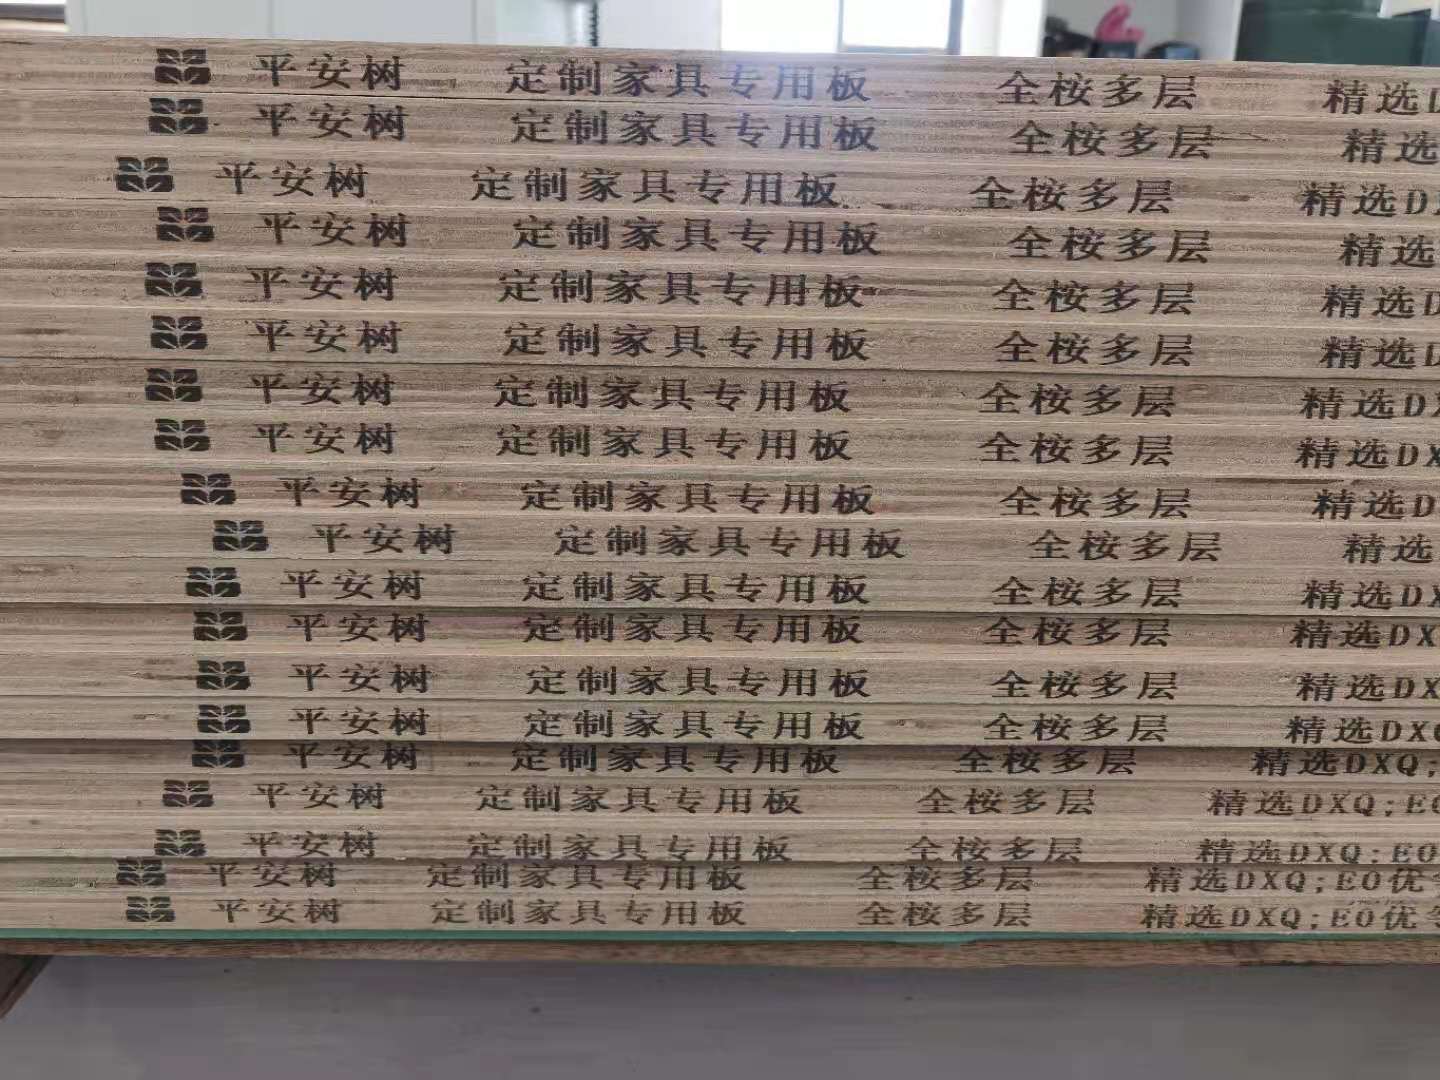 平安树 定制家具专用板 全桉多层 精选D
平安树 定制家具专用板 全桉多层 精选
平安树 定制家具专用板 全桉多层 精选D
平安树 定制家具专用板 全桉多层 精选
平安树 定制家具专用板 全桉多层 精选D
平安树 定制家具专用板 全桉多层 精选D
平安树 定制家具专用板 全桉多层 精选DX
平安树 定制家具专用板 全桉多层 精选DX
平安树 定制家具专用板 全桉多层 精选D
平安树 定制家具专用板 全桉多层 精选
平安树 定制家具专用板 全桉多层 精选DX
平安树 定制家具专用板 全桉多层 精选DX
平安树 定制家具专用板 全桉多层 精选DX
平安树 定制家具专用板 全桉多层 精选DXQ
平安树 定制家具专用板 全桉多层 精选DXQ;
平安树 定制家具专用板 全桉多层 精选DXQ;E0
平安树 定制家具专用板 全桉多层 精选DXQ;E0
平安树 定制家具专用板 全桉多层 精选DXQ;E0优
平安树 定制家具专用板 全桉多层 精选DXQ;E0优